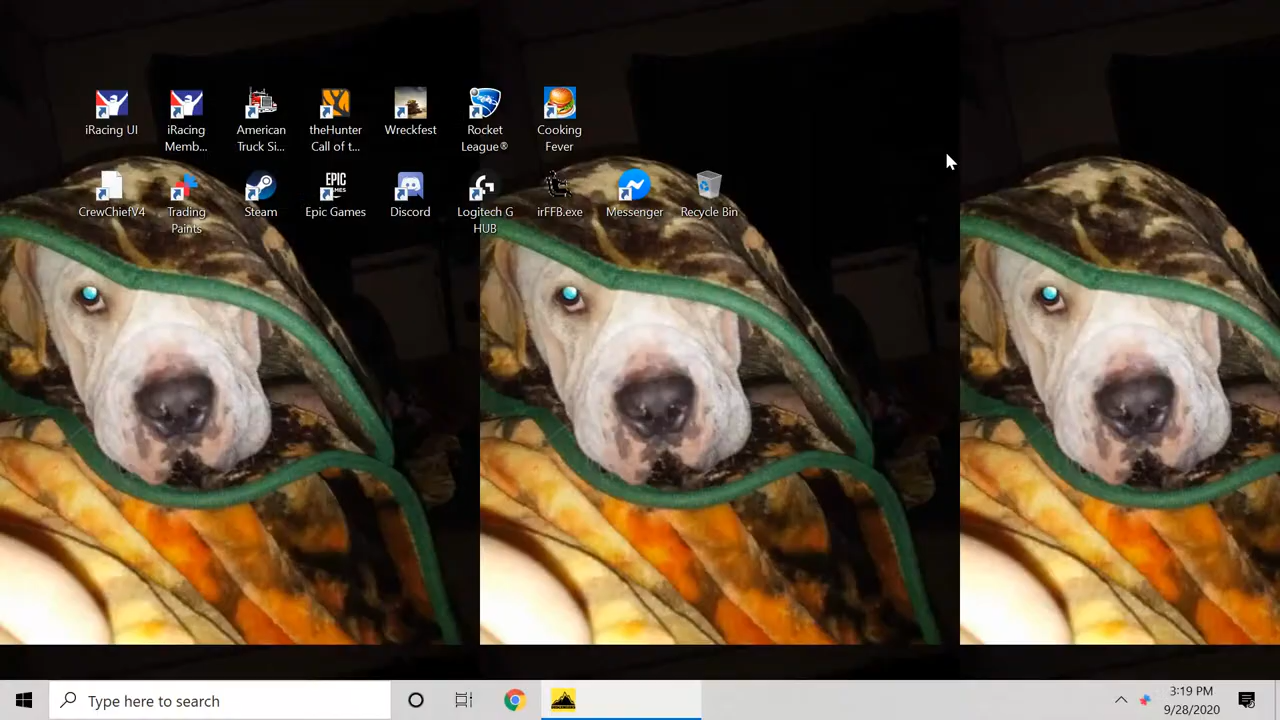 iRacing UI
iRacing
Memb...
American
Truck Si...
theHunter
Call of t...
Wreckfest
Rocket
League®
Cooking
Fever
CrewChiefV4
Trading
Paints
Steam
EPIC
GAMES
Epic Games
Discord
Logitech G
HUB
irFFB.exe
Messenger
Recycle Bin
Type here to search
3:19 PM
9/28/2020